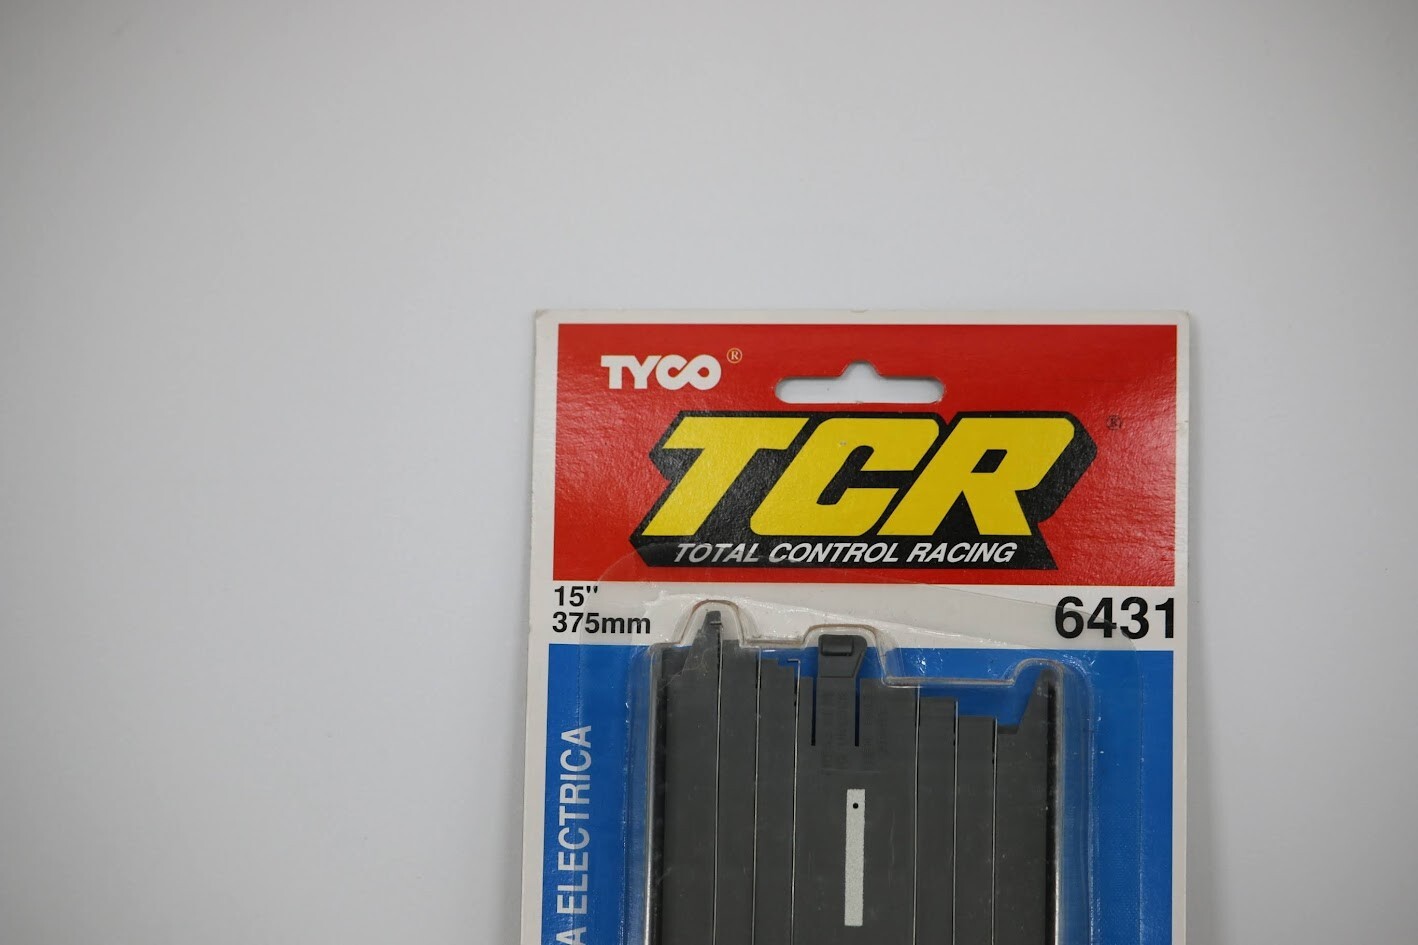 TYCO®
TCR®
TOTAL CONTROL RACING
15"
375mm
6431
A ELECTRICA